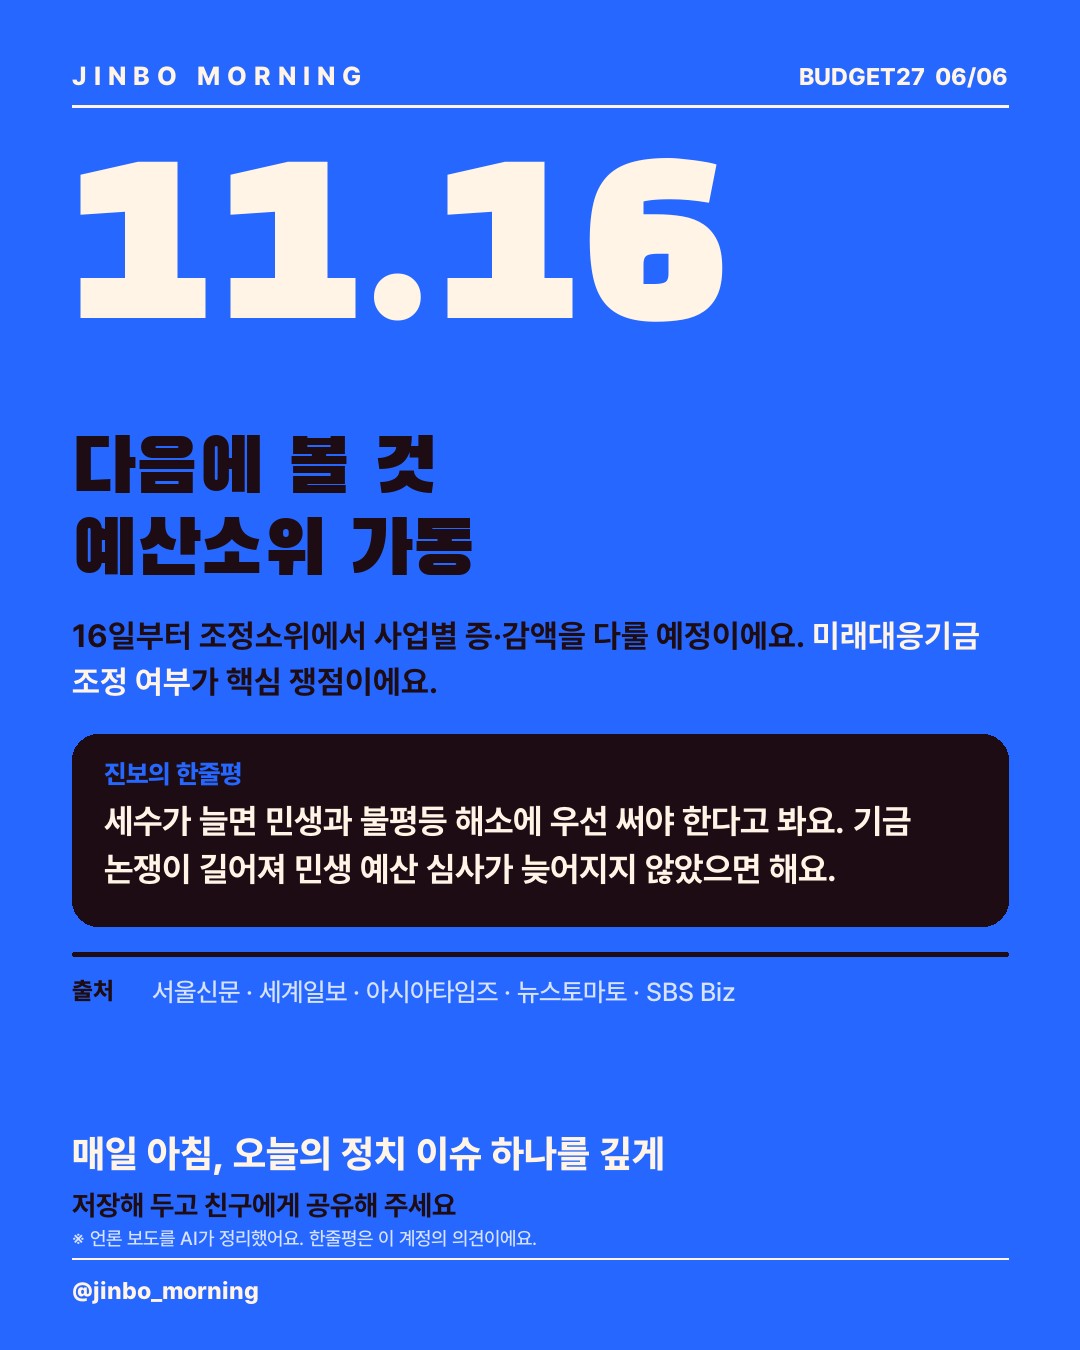 JINBO MORNING
BUDGET27 06/06
11.16
다음에 볼 것
예산소위 가동
16일부터 조정소위에서 사업별 증·감액을 다룰 예정이에요. 미래대응기금
조정 여부가 핵심 쟁점이에요.
진보의 한줄평
세수가 늘면 민생과 불평등 해소에 우선 써야 한다고 봐요. 기금
논쟁이 길어져 민생 예산 심사가 늦어지지 않았으면 해요.
출처 서울신문 · 세계일보 · 아시아타임즈 · 뉴스토마토 · SBS Biz
매일 아침, 오늘의 정치 이슈 하나를 깊게
저장해 두고 친구에게 공유해 주세요
※ 언론 보도를 AI가 정리했어요. 한줄평은 이 계정의 의견이에요.
@jinbo_morning